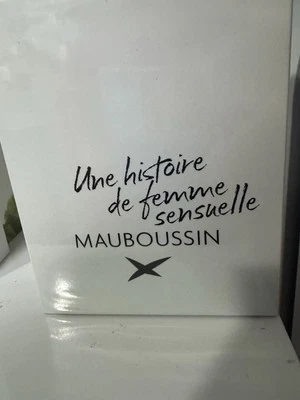 Une histoire
de femme
sensuelle
MAUBOUSSIN